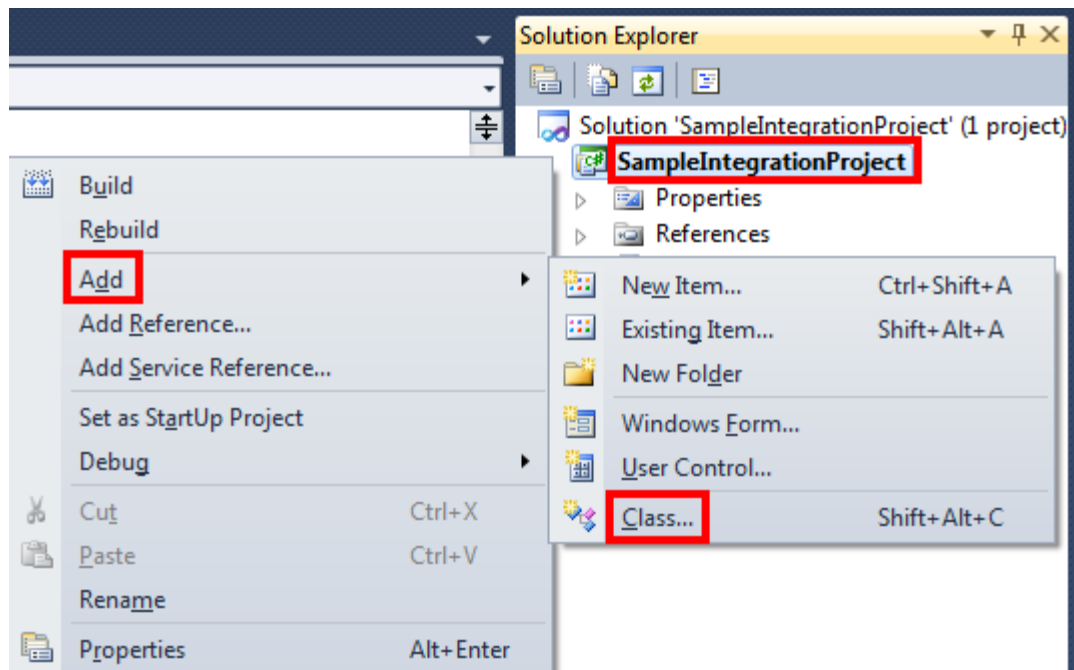 Solution Explorer
Solution 'SampleIntegrationProject' (1 project)
C# SampleIntegrationProject
Properties
References
Build
Rebuild
Add
Add Reference...
Add Service Reference...
Set as StartUp Project
Debug
Cut Ctrl+X
Paste Ctrl+V
Rename
Properties Alt+Enter
New Item... Ctrl+Shift+A
Existing Item... Shift+Alt+A
New Folder
Windows Form...
User Control...
Class... Shift+Alt+C